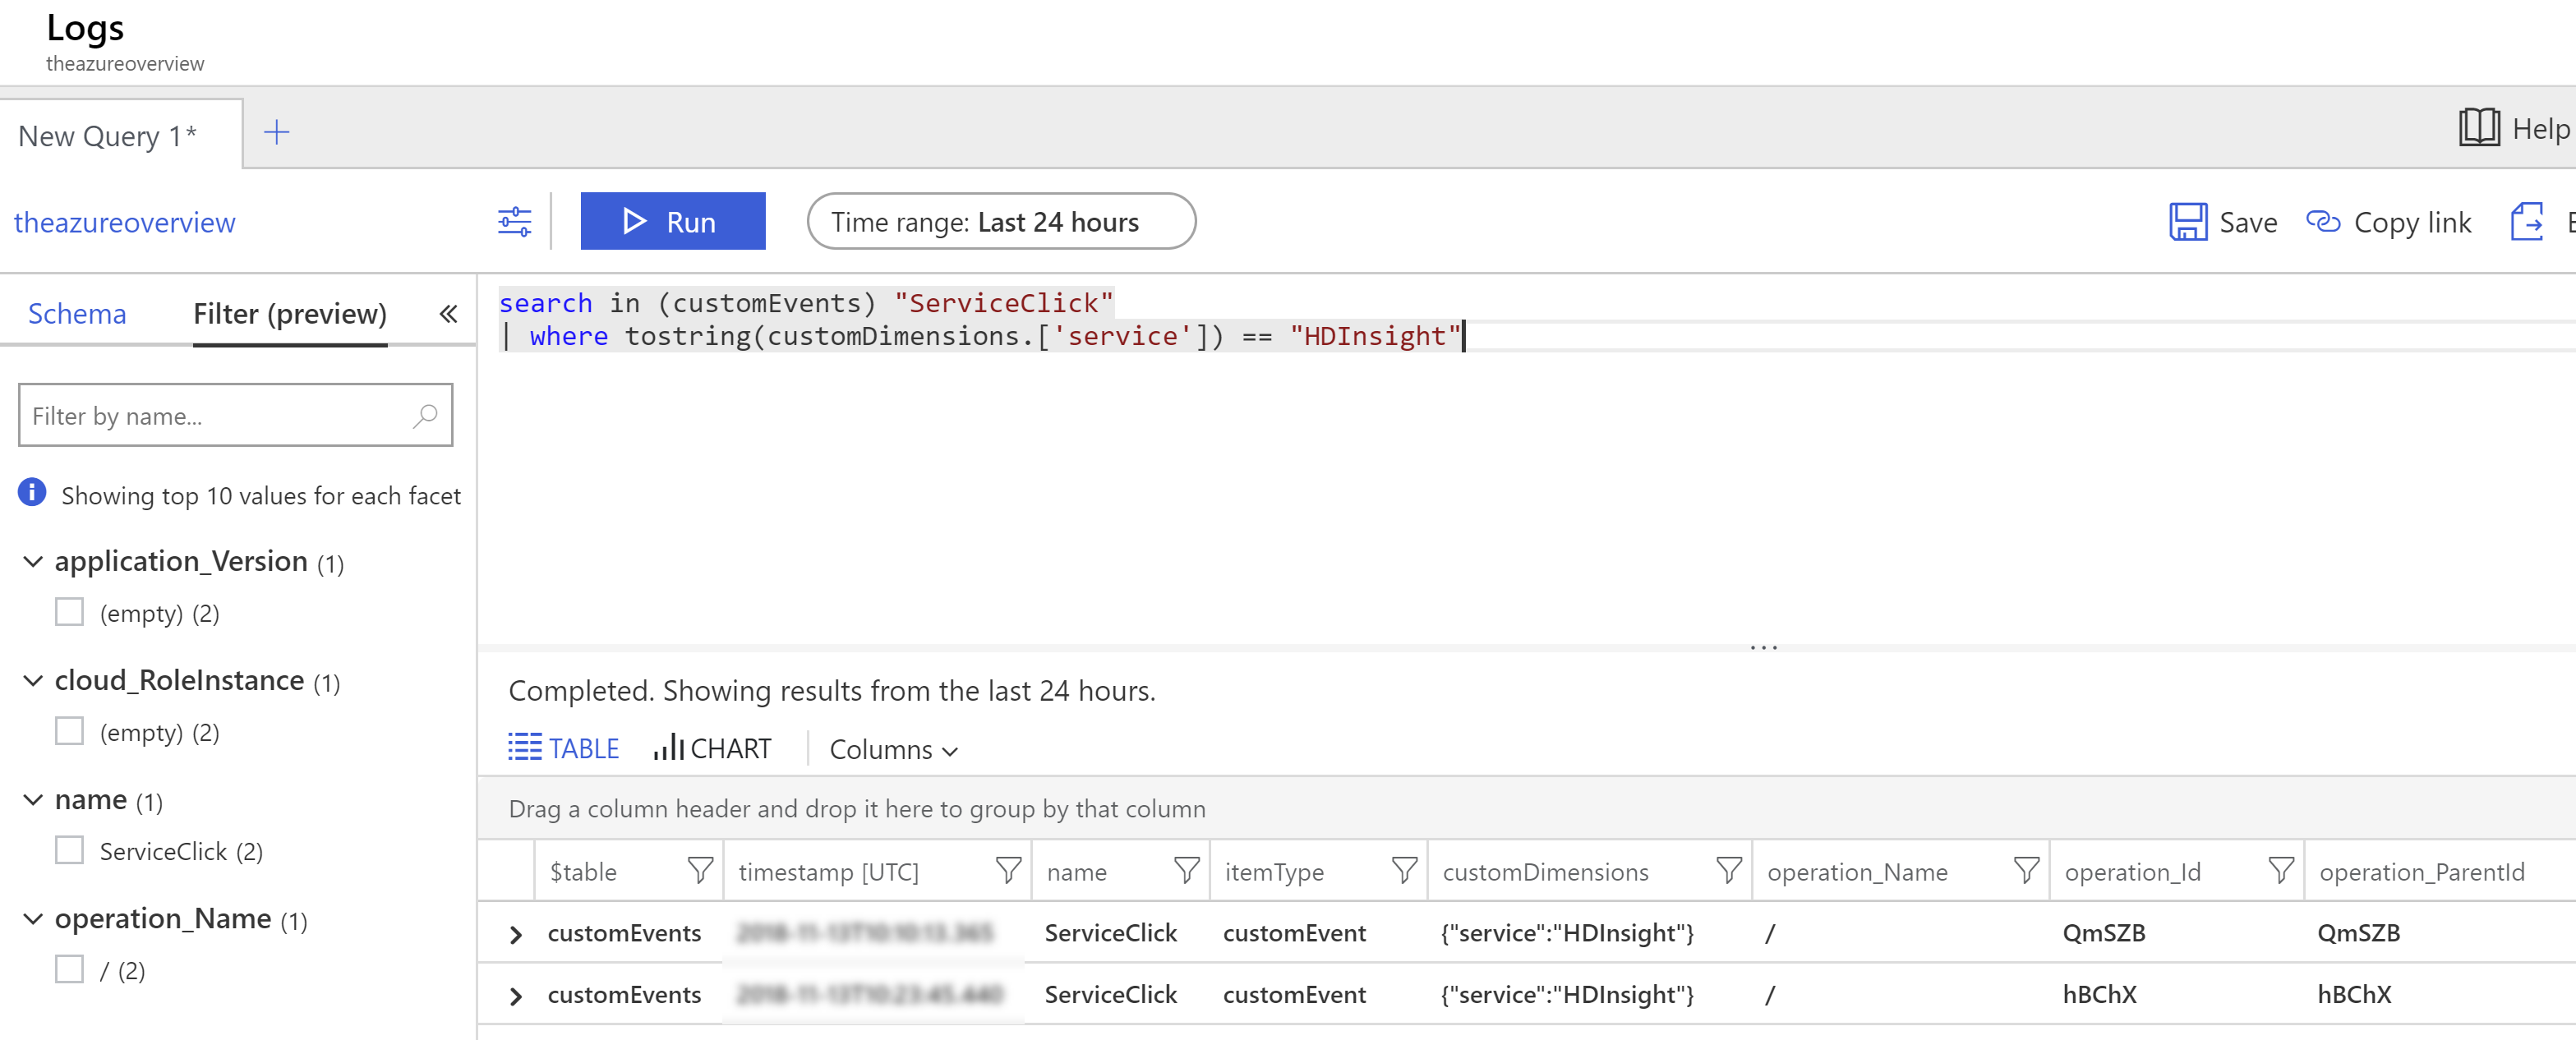 Logs
theazureoverview
New Query 1*
Help
theazureoverview
Run
Time range: Last 24 hours
Save
Copy link
Schema
Filter (preview)
«
search in (customEvents) "ServiceClick"
| where tostring(customDimensions.['service']) == "HDInsight"
Filter by name...
Showing top 10 values for each facet
application_Version (1)
(empty) (2)
cloud_RoleInstance (1)
(empty) (2)
name (1)
ServiceClick (2)
operation_Name (1)
/ (2)
...
Completed. Showing results from the last 24 hours.
TABLE
CHART
Columns
Drag a column header and drop it here to group by that column
$table timestamp [UTC] name itemType customDimensions operation_Name operation_Id operation_ParentId
customEvents ServiceClick customEvent {"service":"HDInsight"} / QmSZB QmSZB
customEvents ServiceClick customEvent {"service":"HDInsight"} / hBChX hBChX